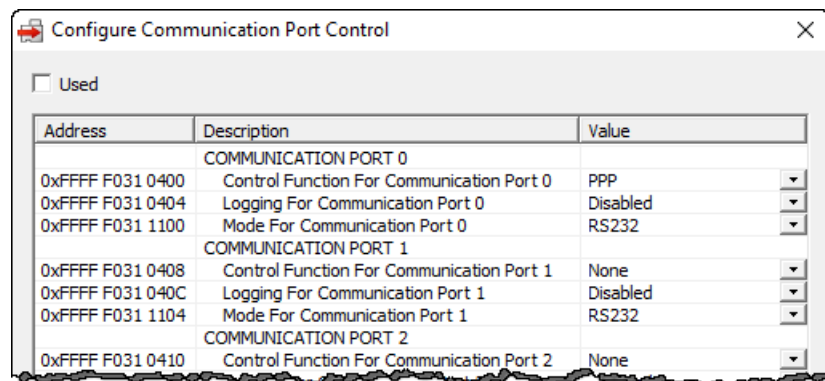 Configure Communication Port Control
Used
Address Description Value
COMMUNICATION PORT 0
0xFFFF F031 0400 Control Function For Communication Port 0 PPP
0xFFFF F031 0404 Logging For Communication Port 0 Disabled
0xFFFF F031 1100 Mode For Communication Port 0 RS232
COMMUNICATION PORT 1
0xFFFF F031 0408 Control Function For Communication Port 1 None
0xFFFF F031 040C Logging For Communication Port 1 Disabled
0xFFFF F031 1104 Mode For Communication Port 1 RS232
COMMUNICATION PORT 2
0xFFFF F031 0410 Control Function For Communication Port 2 None